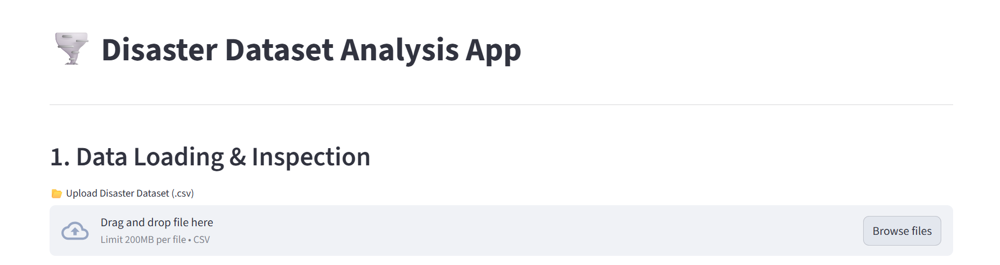 Disaster Dataset Analysis App
1. Data Loading & Inspection
Upload Disaster Dataset (.csv)
Drag and drop file here
Limit 200MB per file • CSV
Browse files